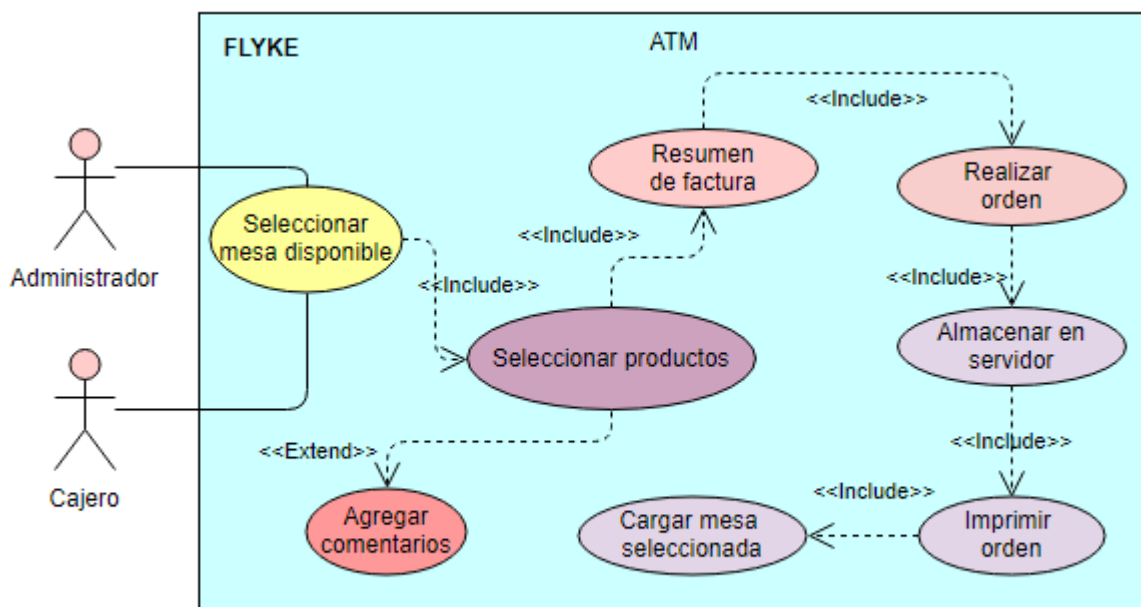 FLYKE
ATM
<<Include>>
Resumen
de factura
Realizar
orden
Seleccionar
mesa disponible
Administrador
<<Include>>
<<Include>>
<<Include>>
Seleccionar productos
Almacenar en
servidor
<<Extend>>
<<Include>>
Cajero
<<Include>>
Agregar
comentarios
Cargar mesa
seleccionada
Imprimir
orden